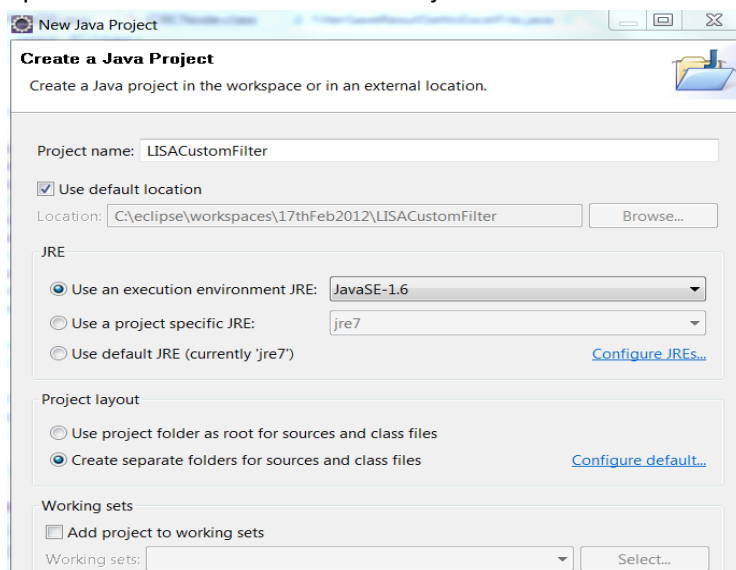 New Java Project
Create a Java Project
Create a Java project in the workspace or in an external location.
Project name: LISACustomFilter
Use default location
Location: C:\eclipse\workspaces\17thFeb2012\LISACustomFilter Browse...
JRE
Use an execution environment JRE: JavaSE-1.6
Use a project specific JRE: jre7
Use default JRE (currently 'jre7') Configure JREs...
Project layout
Use project folder as root for sources and class files
Create separate folders for sources and class files Configure default...
Working sets
Add project to working sets
Working sets: Select...